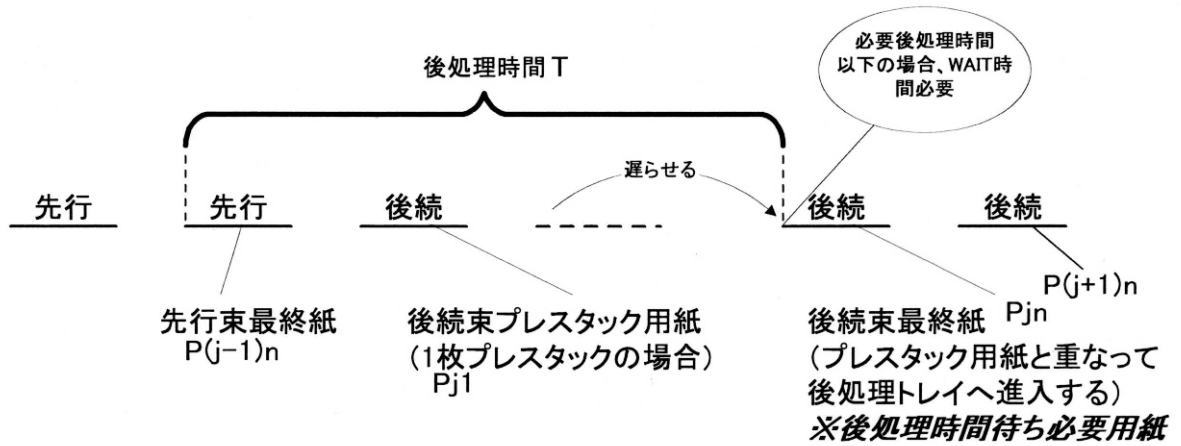 必要後処理時間
以下の場合、WAIT時
間必要
後処理時間T
遅らせる
先行
先行
後続
後続
後続
先行束最終紙
P(j-1)n
後続束プレスタック用紙
(1枚プレスタックの場合)
Pj1
P(j+1)n
Pjn
後続束最終紙
(プレスタック用紙と重なって
後処理トレイへ進入する)
※後処理時間待ち必要用紙